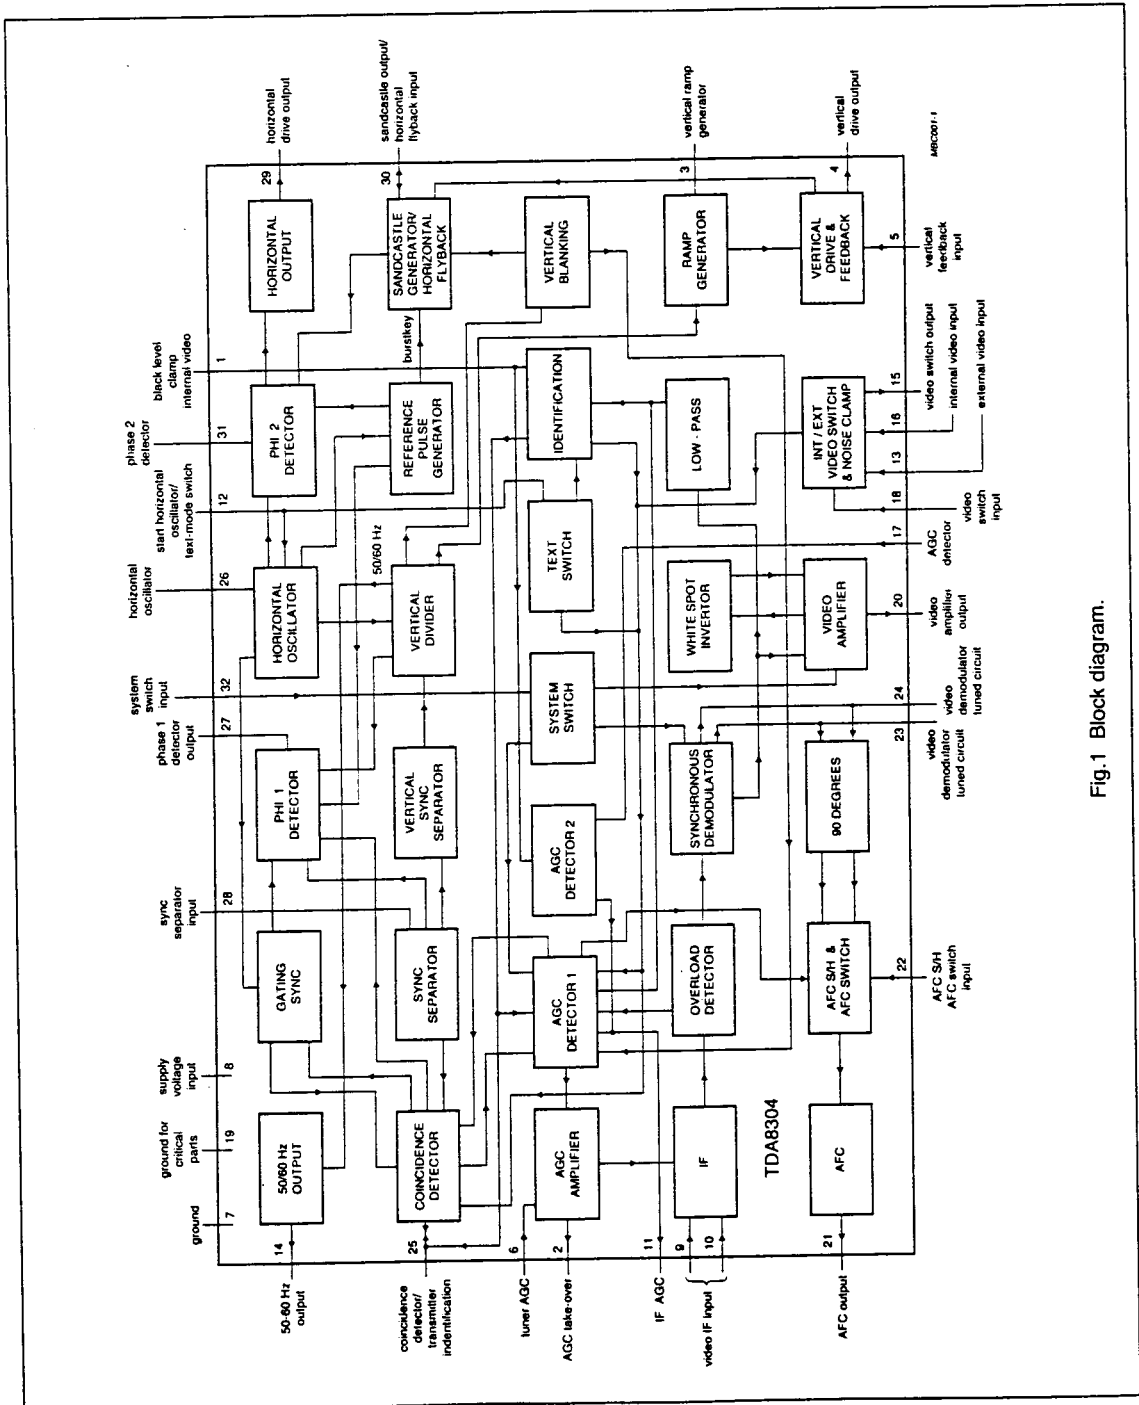 ground
7
ground for
critical
parts
19
supply
voltage
input
8
sync
separator
input
28
phase 1
detector
output
27
system
switch
input
32
horizontal
oscillator
26
start horizontal
oscillator/
text-mode switch
12
phase 2
detector
31
black level
clamp
internal video
1
50-60 Hz
output
14
50/60 Hz
OUTPUT
GATING
SYNC
PHI 1
DETECTOR
HORIZONTAL
OSCILLATOR
PHI 2
DETECTOR
HORIZONTAL
OUTPUT
29
horizontal
drive output
coincidence
detector/
transmitter
indentification
25
COINCIDENCE
DETECTOR
SYNC
SEPARATOR
VERTICAL
SYNC
SEPARATOR
VERTICAL
DIVIDER
50/60 Hz
REFERENCE
PULSE
GENERATOR
burstkey
SANDCASTLE
GENERATOR/
HORIZONTAL
FLYBACK
30
sandcastle output/
horizontal
flyback input
tuner AGC
6
AGC take-over
2
AGC
AMPLIFIER
AGC
DETECTOR 1
AGC
DETECTOR 2
SYSTEM
SWITCH
TEXT
SWITCH
IDENTIFICATION
VERTICAL
BLANKING
IF AGC
11
video IF input
9
10
IF
OVERLOAD
DETECTOR
SYNCHRONOUS
DEMODULATOR
WHITE SPOT
INVERTOR
LOW - PASS
RAMP
GENERATOR
3
vertical ramp
generator
TDA8304
AFC output
21
AFC
AFC S/H &
AFC SWITCH
90 DEGREES
VIDEO
AMPLIFIER
INT / EXT
VIDEO SWITCH
& NOISE CLAMP
VERTICAL
DRIVE &
FEEDBACK
4
vertical
drive output
22
AFC S/H
AFC switch
input
23
video
demodulator
tuned circuit
24
video
demodulator
tuned circuit
20
video
amplifier
output
17
AGC
detector
18
video
switch
input
13
external video input
16
internal video input
15
video switch output
5
vertical
feedback
input
MBC001-1
Fig.1 Block diagram.